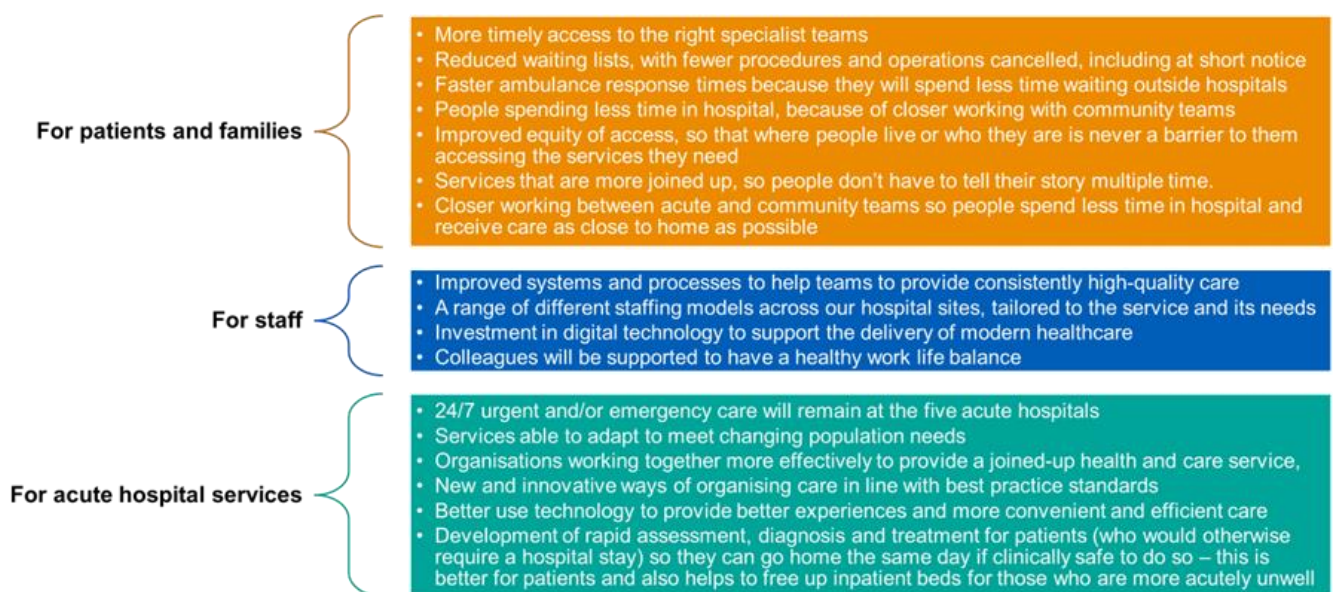 For patients and families
• More timely access to the right specialist teams
• Reduced waiting lists, with fewer procedures and operations cancelled, including at short notice
• Faster ambulance response times because they will spend less time waiting outside hospitals
• People spending less time in hospital, because of closer working with community teams
• Improved equity of access, so that where people live or who they are is never a barrier to them
accessing the services they need
• Services that are more joined up, so people don't have to tell their story multiple time.
• Closer working between acute and community teams so people spend less time in hospital and
receive care as close to home as possible
For staff
• Improved systems and processes to help teams to provide consistently high-quality care
• A range of different staffing models across our hospital sites, tailored to the service and its needs
• Investment in digital technology to support the delivery of modern healthcare
• Colleagues will be supported to have a healthy work life balance
For acute hospital services
• 24/7 urgent and/or emergency care will remain at the five acute hospitals
• Services able to adapt to meet changing population needs
• Organisations working together more effectively to provide a joined-up health and care service,
• New and innovative ways of organising care in line with best practice standards
• Better use technology to provide better experiences and more convenient and efficient care
• Development of rapid assessment, diagnosis and treatment for patients (who would otherwise
require a hospital stay) so they can go home the same day if clinically safe to do so – this is
better for patients and also helps to free up inpatient beds for those who are more acutely unwell